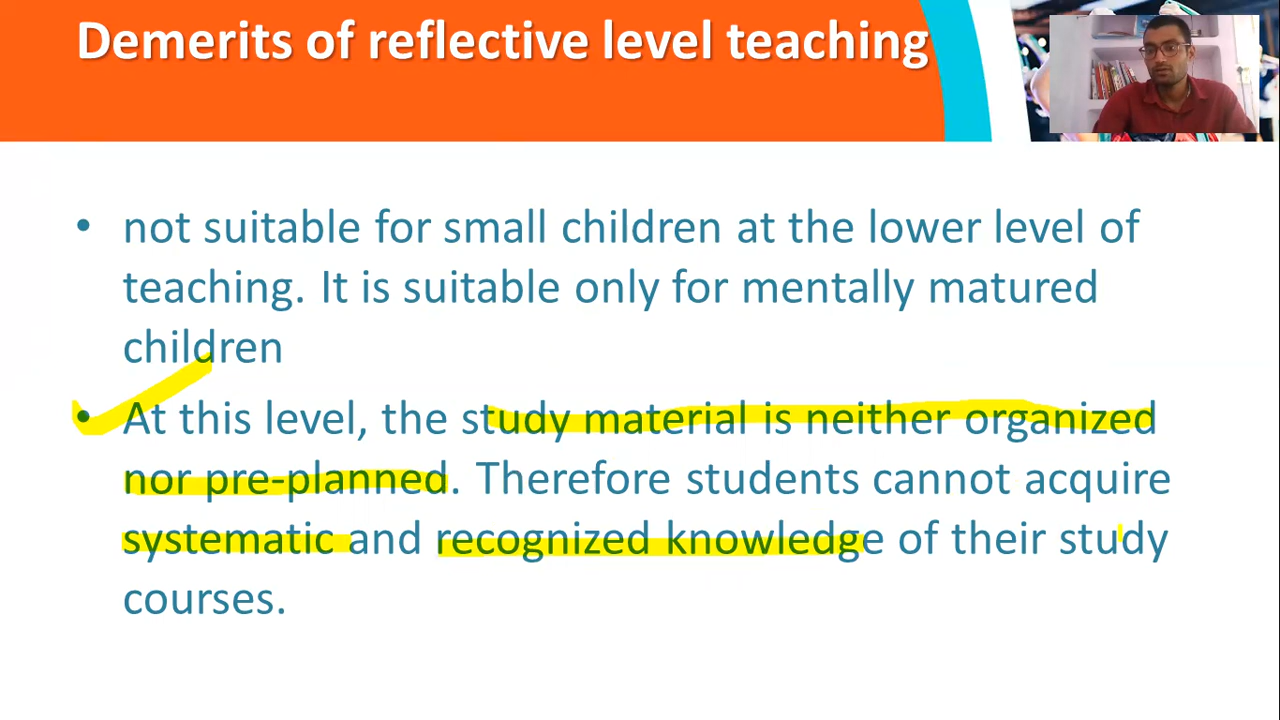 Demerits of reflective level teaching
• not suitable for small children at the lower level of
teaching. It is suitable only for mentally matured
children
• At this level, the study material is neither organized
nor pre-planned. Therefore students cannot acquire
systematic and recognized knowledge of their study
courses.